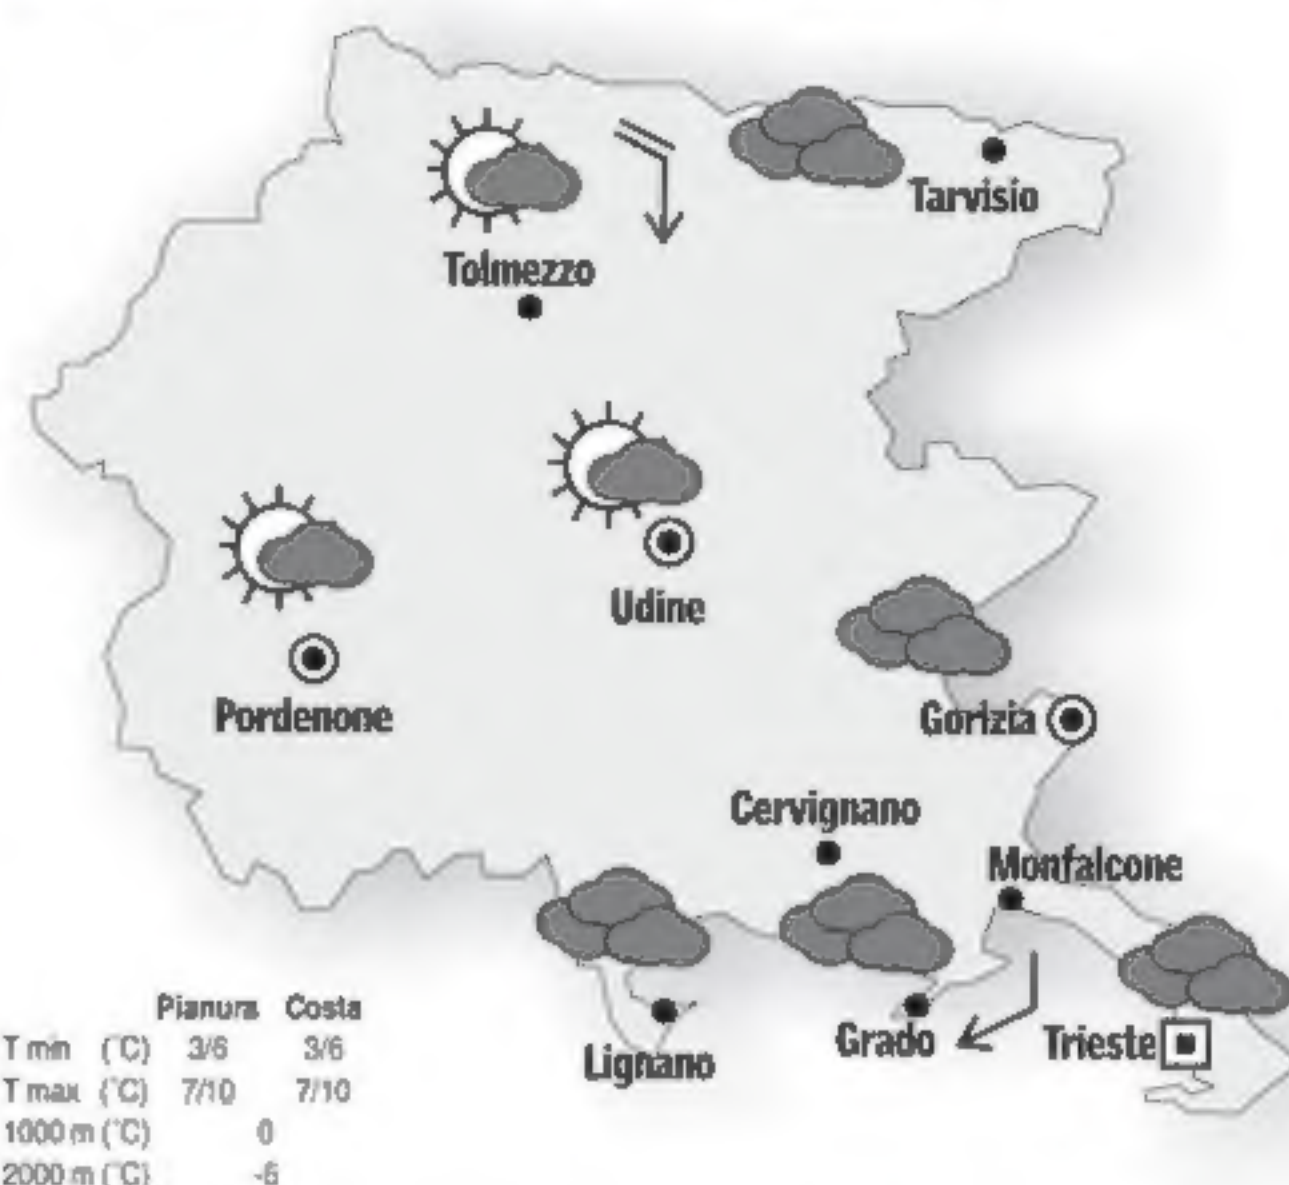 Tarvisio
Tolmezzo
Udine
Pordenone
Gorizia
Cervignano
Monfalcone
Grado
Trieste
Lignano
Pianura Costa
T min (°C) 3/6 3/6
T max (°C) 7/10 7/10
1000 m (°C) 0
2000 m (°C) -6